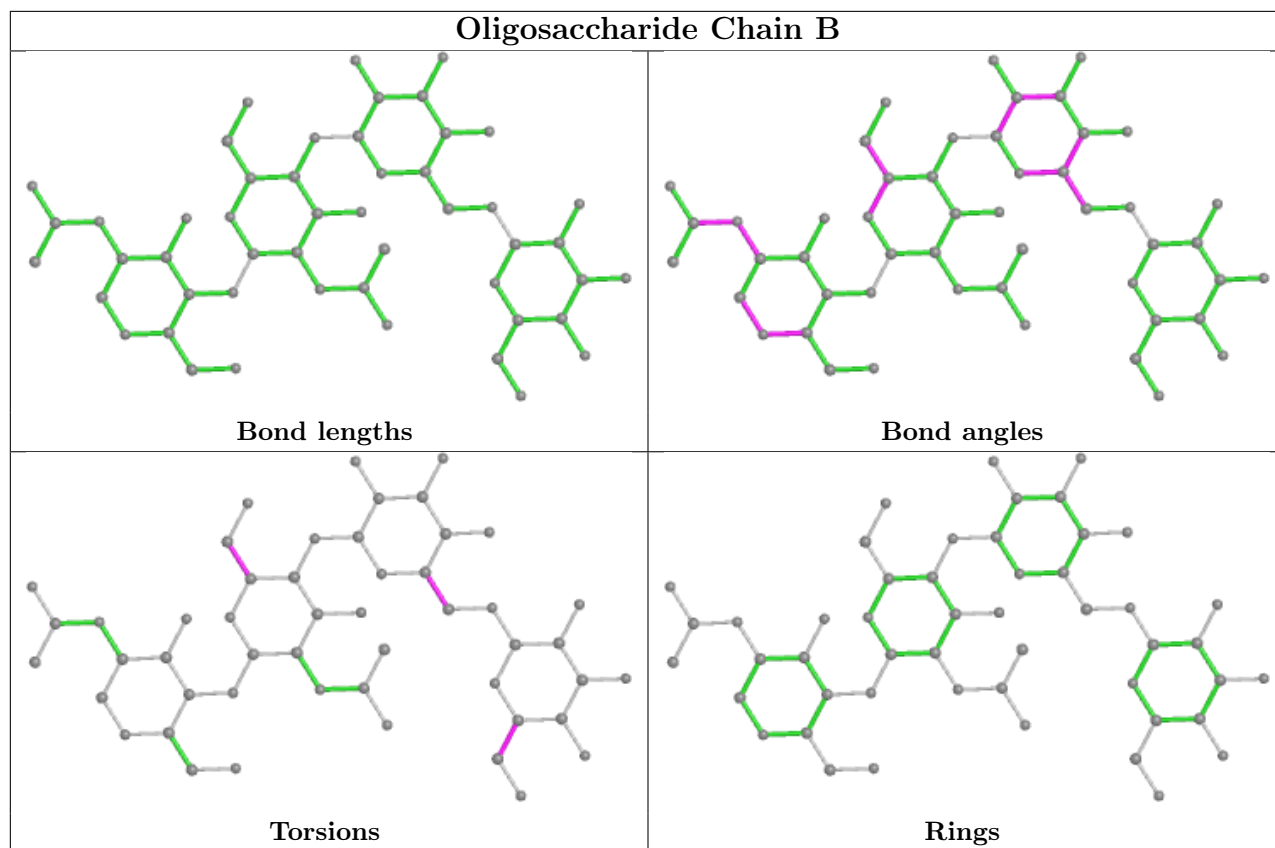 Oligosaccharide Chain B
Bond lengths
Bond angles
Torsions
Rings